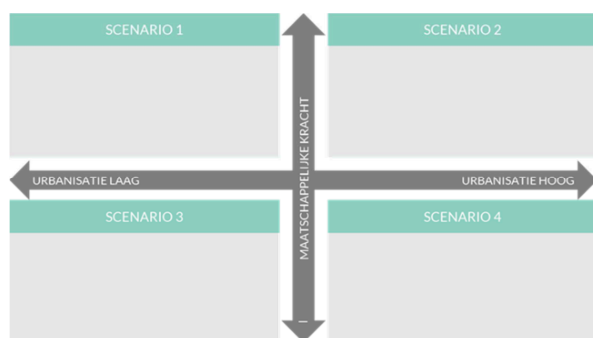 SCENARIO 1
SCENARIO 2
MAATSCHAPPELIJKE KRACHT
URBANISATIE LAAG
URBANISATIE HOOG
SCENARIO 3
SCENARIO 4